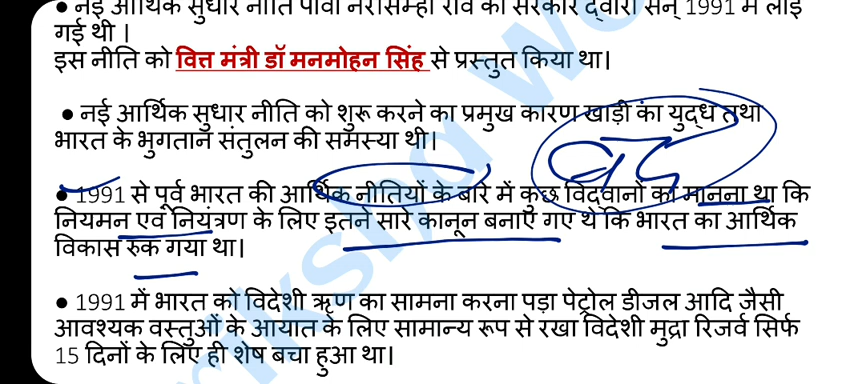 ● नई आर्थिक सुधार नीति पीवी नरसिम्हा राव की सरकार द्वारा सन् 1991 में लाई
गई थी |
इस नीति को वित्त मंत्री डॉ मनमोहन सिंह से प्रस्तुत किया था।
● नई आर्थिक सुधार नीति को शुरू करने का प्रमुख कारण खाड़ी का युद्ध तथा
भारत के भुगतान संतुलन की समस्या थी।
● 1991 से पूर्व भारत की आर्थिक नीतियों के बारे में कुछ विद्वानों का मानना था कि
नियमन एवं नियंत्रण के लिए इतने सारे कानून बनाए गए थे कि भारत का आर्थिक
विकास रुक गया था।
● 1991 में भारत को विदेशी ऋण का सामना करना पड़ा पेट्रोल डीजल आदि जैसी
आवश्यक वस्तुओं के आयात के लिए सामान्य रूप से रखा विदेशी मुद्रा रिजर्व सिर्फ
15 दिनों के लिए ही शेष बचा हुआ था।